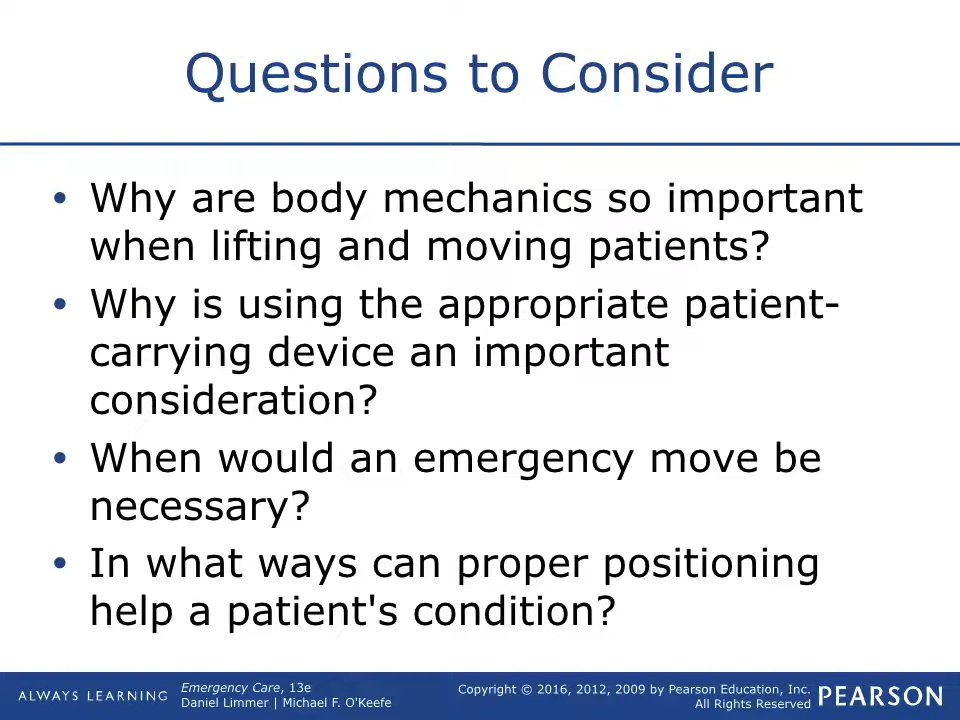 Questions to Consider
• Why are body mechanics so important
when lifting and moving patients?
• Why is using the appropriate patient-
carrying device an important
consideration?
• When would an emergency move be
necessary?
• In what ways can proper positioning
help a patient's condition?
ALWAYS LEARNING
Emergency Care, 13e
Daniel Limmer | Michael F. O'Keefe
Copyright © 2016, 2012, 2009 by Pearson Education, Inc.
All Rights Reserved
PEARSON